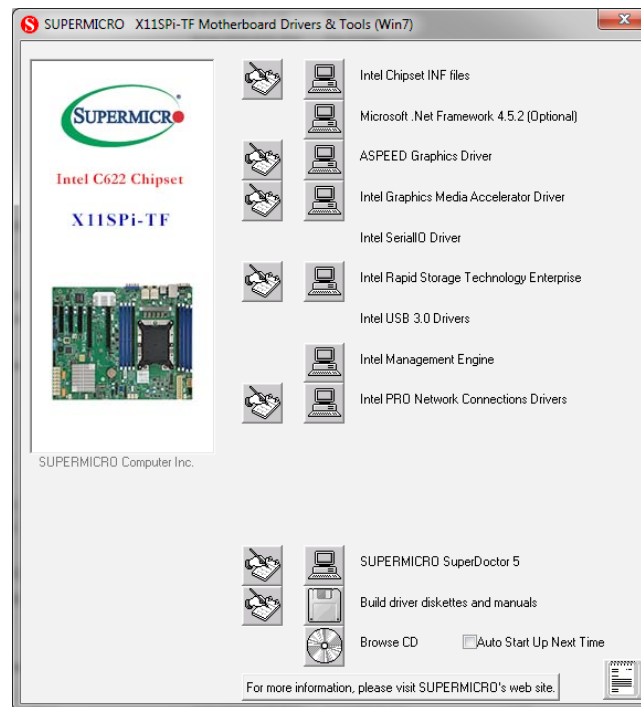 SUPERMICRO X11SPi-TF Motherboard Drivers & Tools (Win7)
SUPERMICRO
Intel C622 Chipset
X11SPi-TF
SUPERMICRO Computer Inc.
Intel Chipset INF files
Microsoft .Net Framework 4.5.2 (Optional)
ASPEED Graphics Driver
Intel Graphics Media Accelerator Driver
Intel SerialIO Driver
Intel Rapid Storage Technology Enterprise
Intel USB 3.0 Drivers
Intel Management Engine
Intel PRO Network Connections Drivers
SUPERMICRO SuperDoctor 5
Build driver diskettes and manuals
Browse CD Auto Start Up Next Time
For more information, please visit SUPERMICRO's web site.